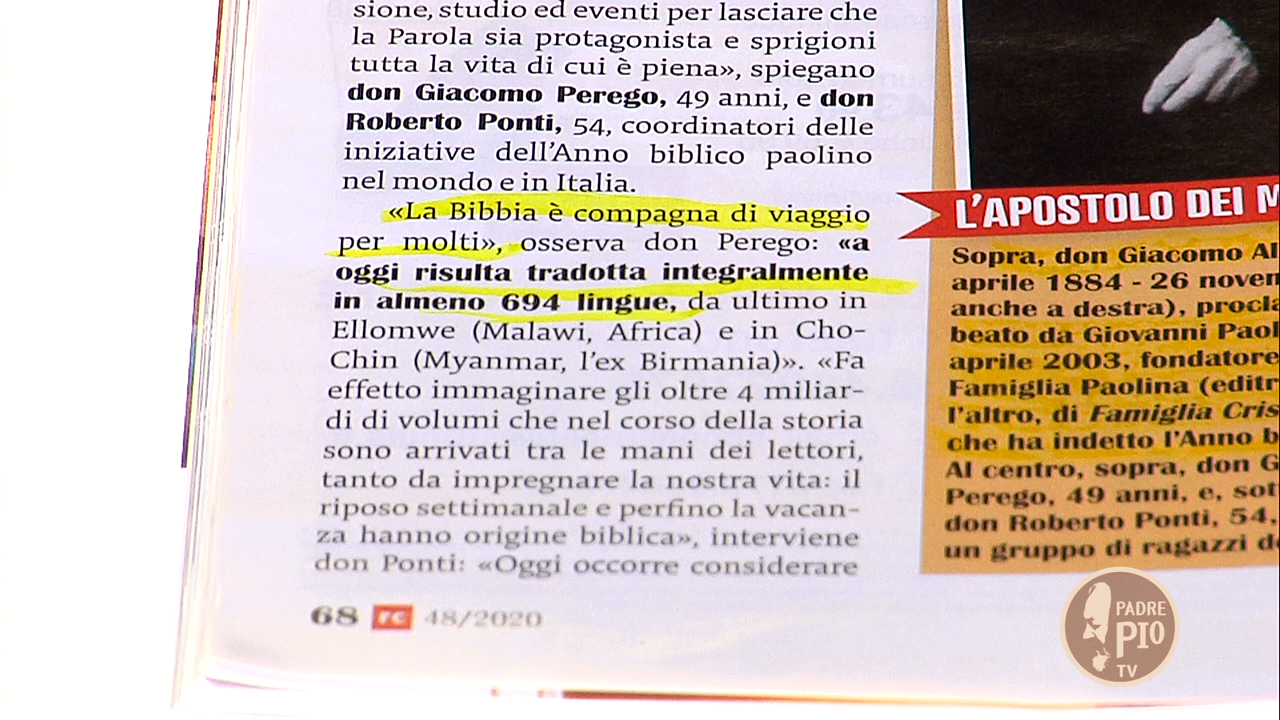 sione, studio ed eventi per lasciare che
la Parola sia protagonista e sprigioni
tutta la vita di cui è piena», spiegano
don Giacomo Perego, 49 anni, e don
Roberto Ponti, 54, coordinatori delle
iniziative dell'Anno biblico paolino
nel mondo e in Italia.
«La Bibbia è compagna di viaggio
per molti», osserva don Perego: «a
oggi risulta tradotta integralmente
in almeno 694 lingue, da ultimo in
Ellomwe (Malawi, Africa) e in Cho-
Chin (Myanmar, l'ex Birmania)». «Fa
effetto immaginare gli oltre 4 miliar-
di di volumi che nel corso della storia
sono arrivati tra le mani dei lettori,
tanto da impregnare la nostra vita: il
riposo settimanale e perfino la vacan-
za hanno origine biblica», interviene
don Ponti: «Oggi occorre considerare
68 FC 48/2020
L'APOSTOLO DEI M
Sopra, don Giacomo Al
aprile 1884 - 26 noven
anche a destra), procla
beato da Giovanni Paol
aprile 2003, fondatore
Famiglia Paolina (editr
l'altro, di Famiglia Cris
che ha indetto l'Anno b
Al centro, sopra, don G
Perego, 49 anni, e, sot
don Roberto Ponti, 54,
un gruppo di ragazzi d
PADRE
PIO
TV